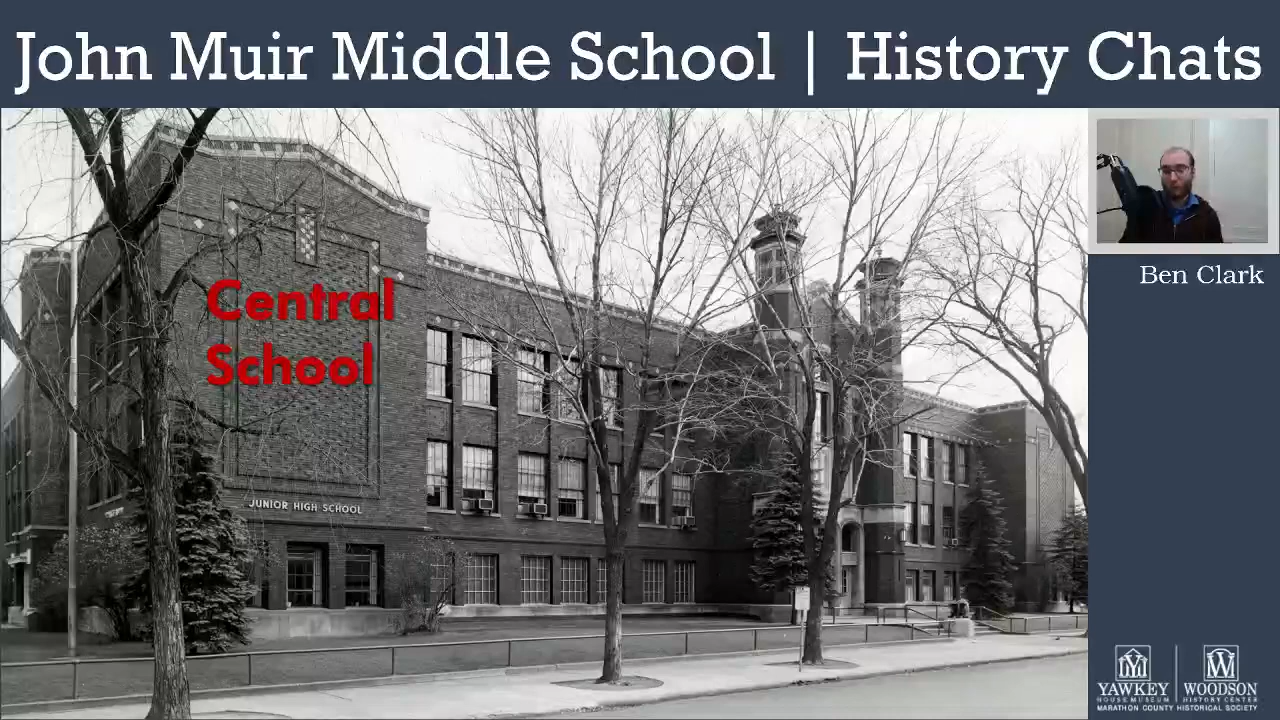 John Muir Middle School | History Chats
Ben Clark
Central
School
JUNIOR HIGH SCHOOL
YAWKEY
HOUSE MUSEUM
WOODSON
HISTORY CENTER
MARATHON COUNTY HISTORICAL SOCIETY